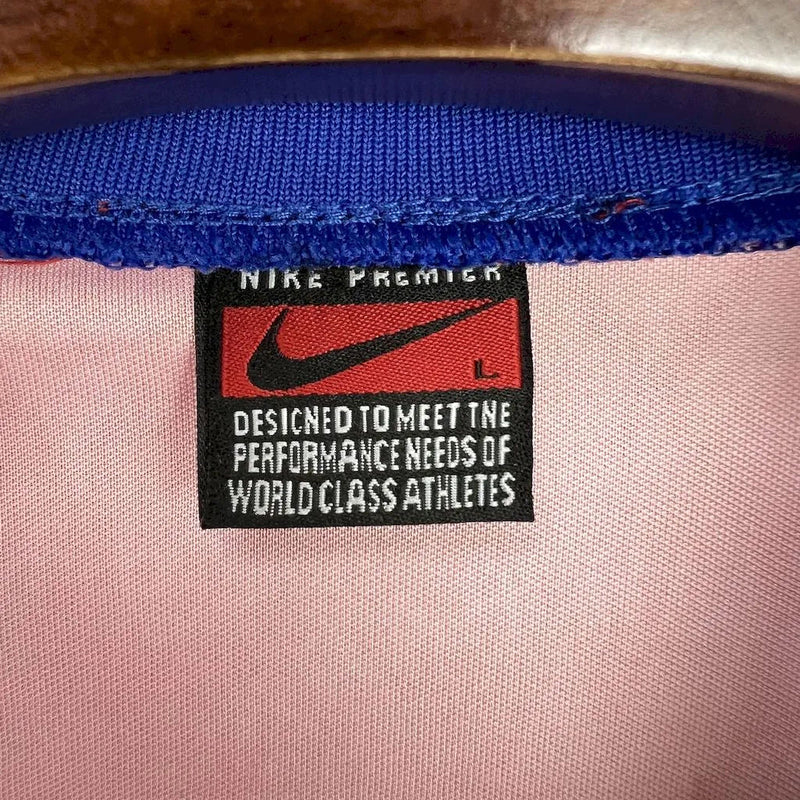 NIKE PREMIER
L
DESIGNED TO MEET THE
PERFORMANCE NEEDS OF
WORLD CLASS ATHLETES